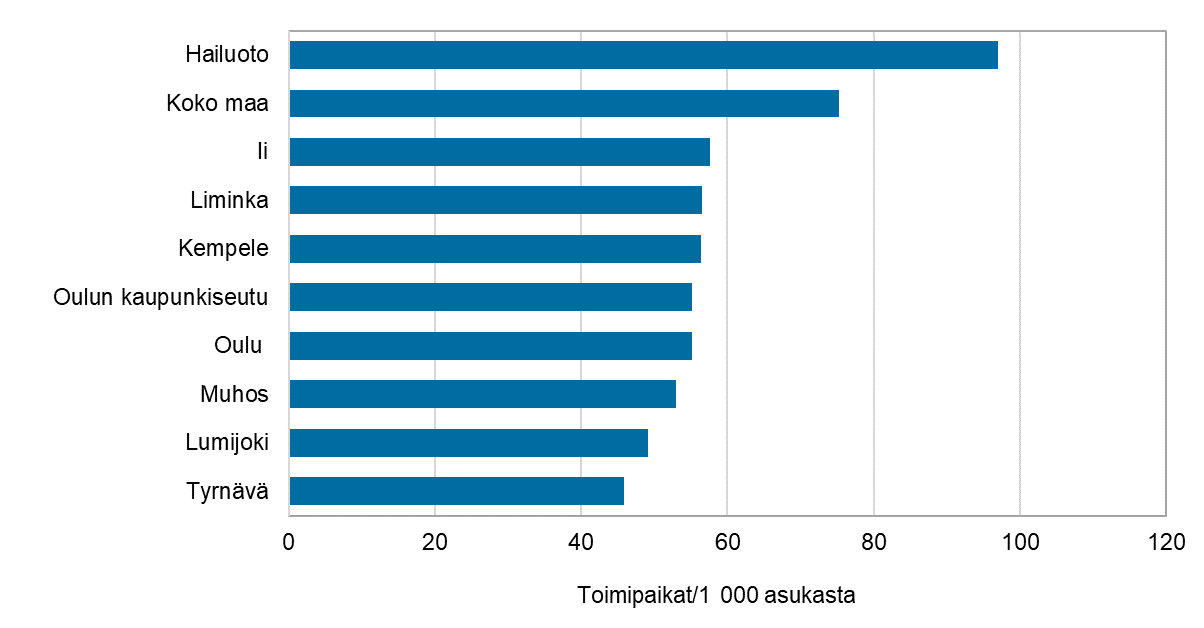 Hailuoto
Koko maa
Ii
Liminka
Kempele
Oulun kaupunkiseutu
Oulu
Muhos
Lumijoki
Tyrnävä
0 20 40 60 80 100 120
Toimipaikat/1 000 asukasta